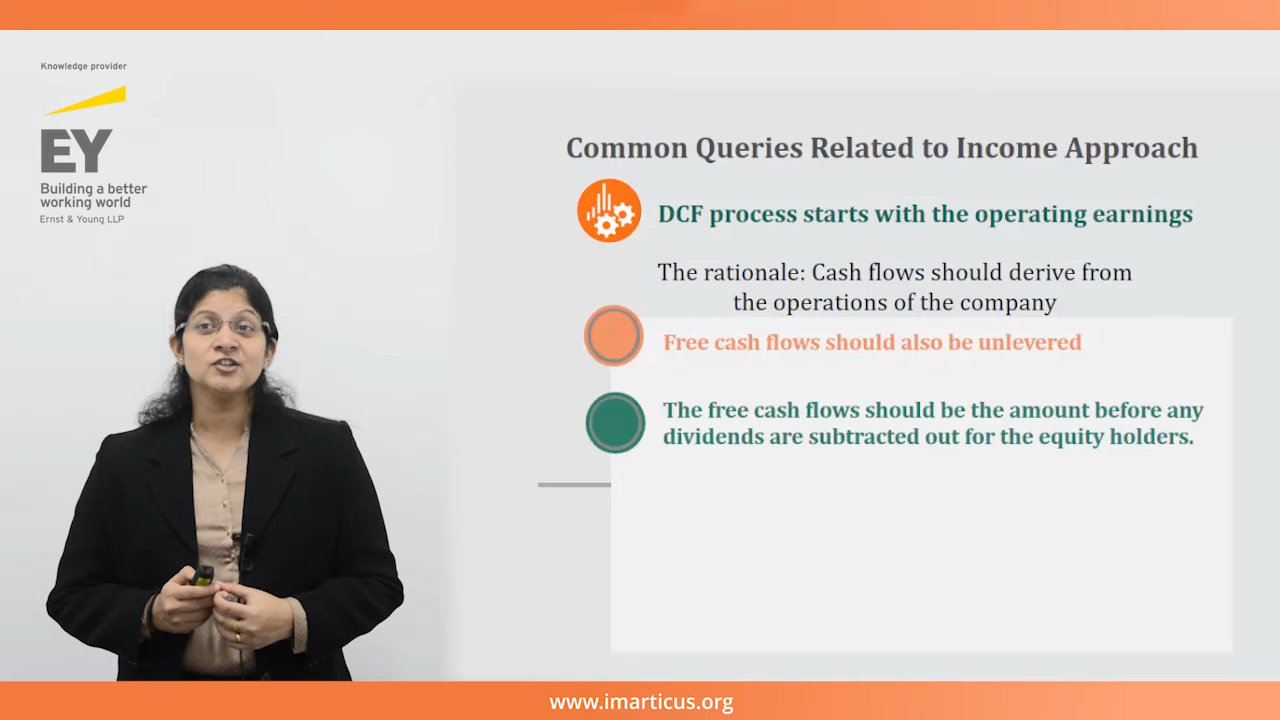 Knowledge provider
EY
Building a better
working world
Ernst & Young LLP
Common Queries Related to Income Approach
DCF process starts with the operating earnings
The rationale: Cash flows should derive from
the operations of the company
Free cash flows should also be unlevered
The free cash flows should be the amount before any
dividends are subtracted out for the equity holders.
www.imarticus.org